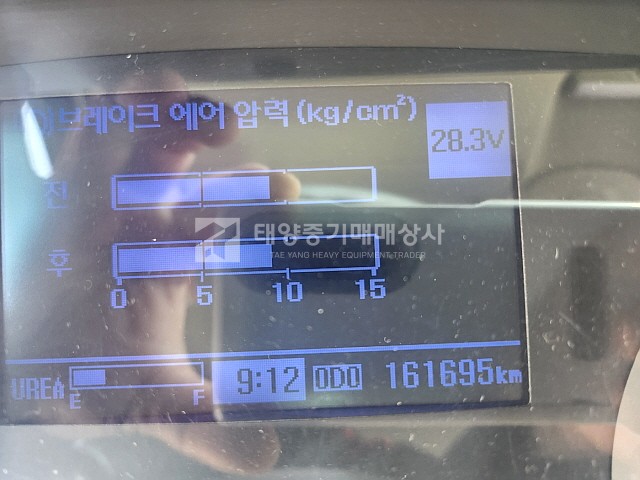 브레이크 에어 압력 (kg/cm²)
28.3V
전
태양중기매매상사
TAE YANG HEAVY EQUIPMENT TRADER
후
0 5 10 15
UREA E F 9:12 ODO 161695km